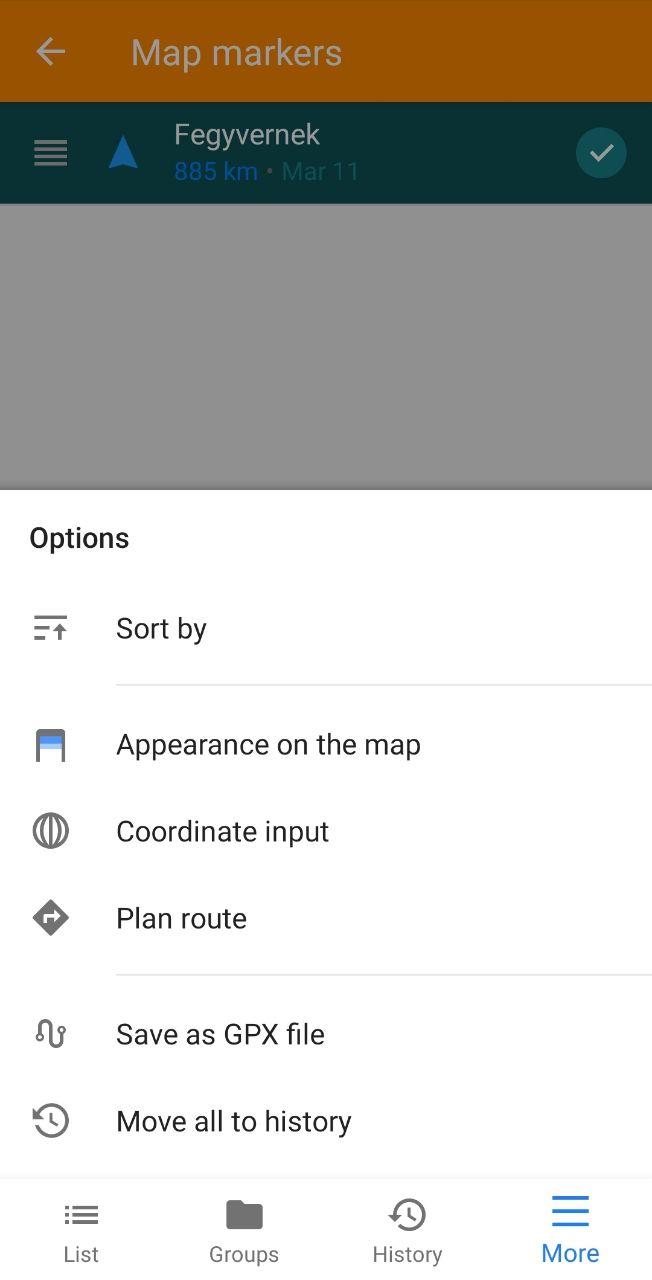 Map markers
Fegyvernek
885 km • Mar 11
Options
Sort by
Appearance on the map
Coordinate input
Plan route
Save as GPX file
Move all to history
List Groups History More